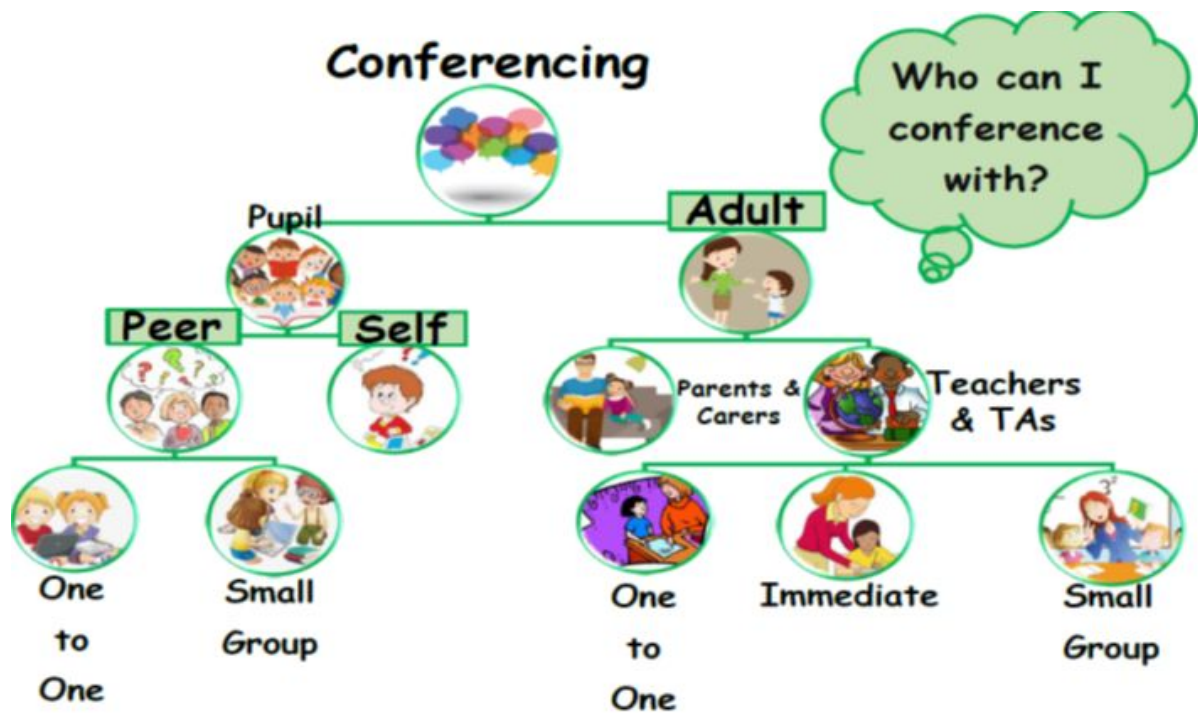 Conferencing
Who can I
conference
with?
Pupil
Adult
Peer
Self
Parents &
Carers
Teachers
& TAs
One
to
One
Small
Group
One
to
One
Immediate
Small
Group